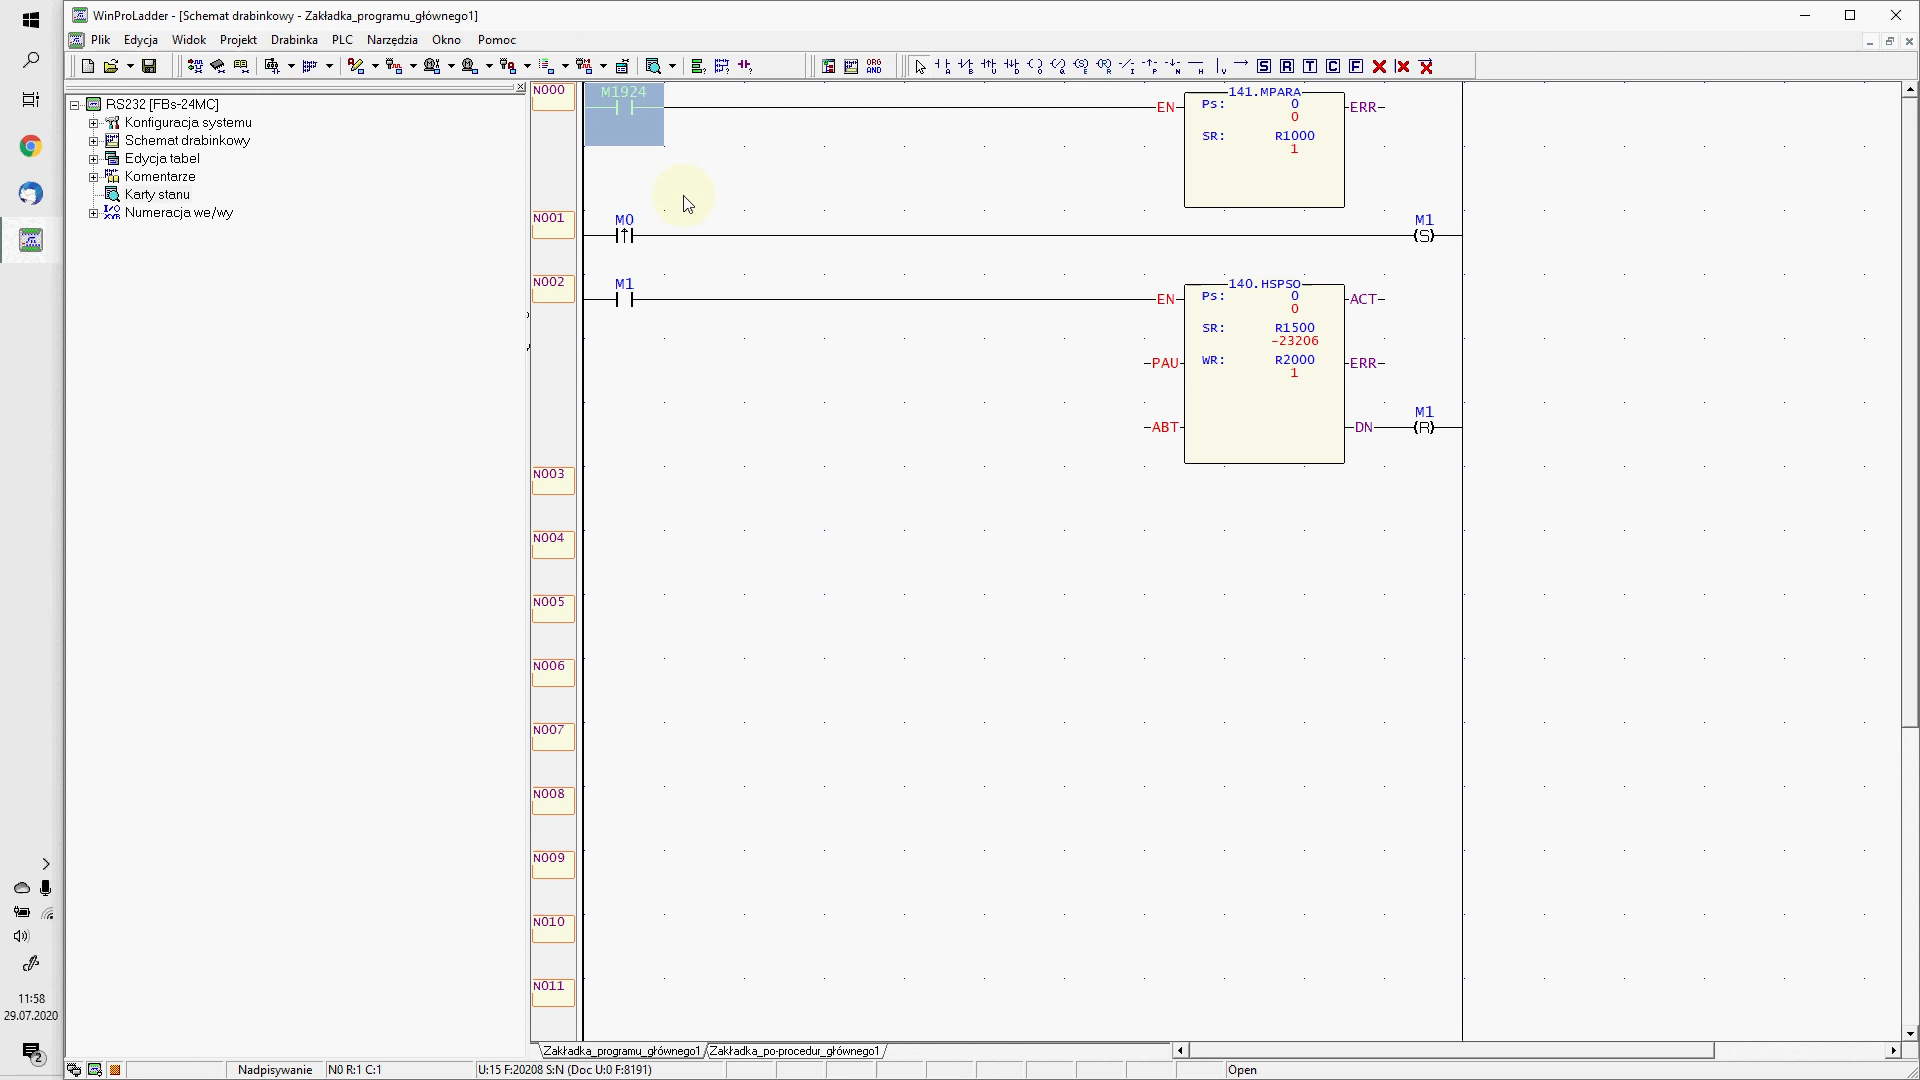 WinProLadder - [Schemat drabinkowy - Zakładka_programu_głównego1]
Plik Edycja Widok Projekt Drabinka PLC Narzędzia Okno Pomoc
RS232 [FBs-24MC]
Konfiguracja systemu
Schemat drabinkowy
Edycja tabel
Komentarze
Karty stanu
Numeracja we/wy
N000
M1924
EN
141.MPARA
Ps: 0
0
SR: R1000
1
ERR
N001
M0
M1
(S)
N002
M1
EN
140.HSPSO
Ps: 0
0
SR: R1500
-23206
WR: R2000
1
ACT
PAU
ERR
ABT
DN
M1
(R)
N003
N004
N005
N006
N007
N008
N009
N010
N011
11:58
29.07.2020
2
Zakładka_programu_głównego1 Zakładka_po-procedur_głównego1
Nadpisywanie N0 R:1 C:1 U:15 F:20208 S:N (Doc U:0 F:8191) Open